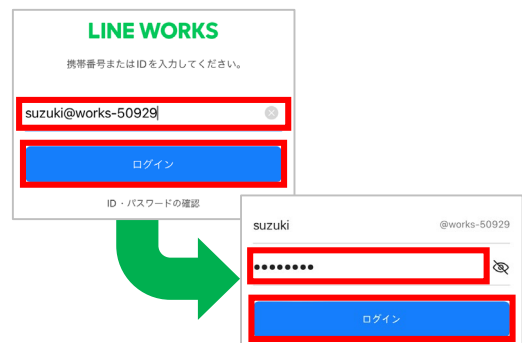 LINE WORKS
携帯番号またはIDを入力してください。
suzuki@works-50929
ログイン
ID・パスワードの確認
suzuki @works-50929
●●●●●●●●
ログイン